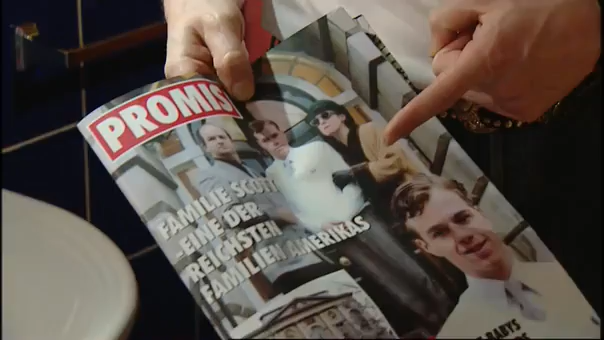 PROMIS
FAMILIE SCOTT
-EINE DER
REICHSTEN
FAMILIEN AMERIKAS
BABYS